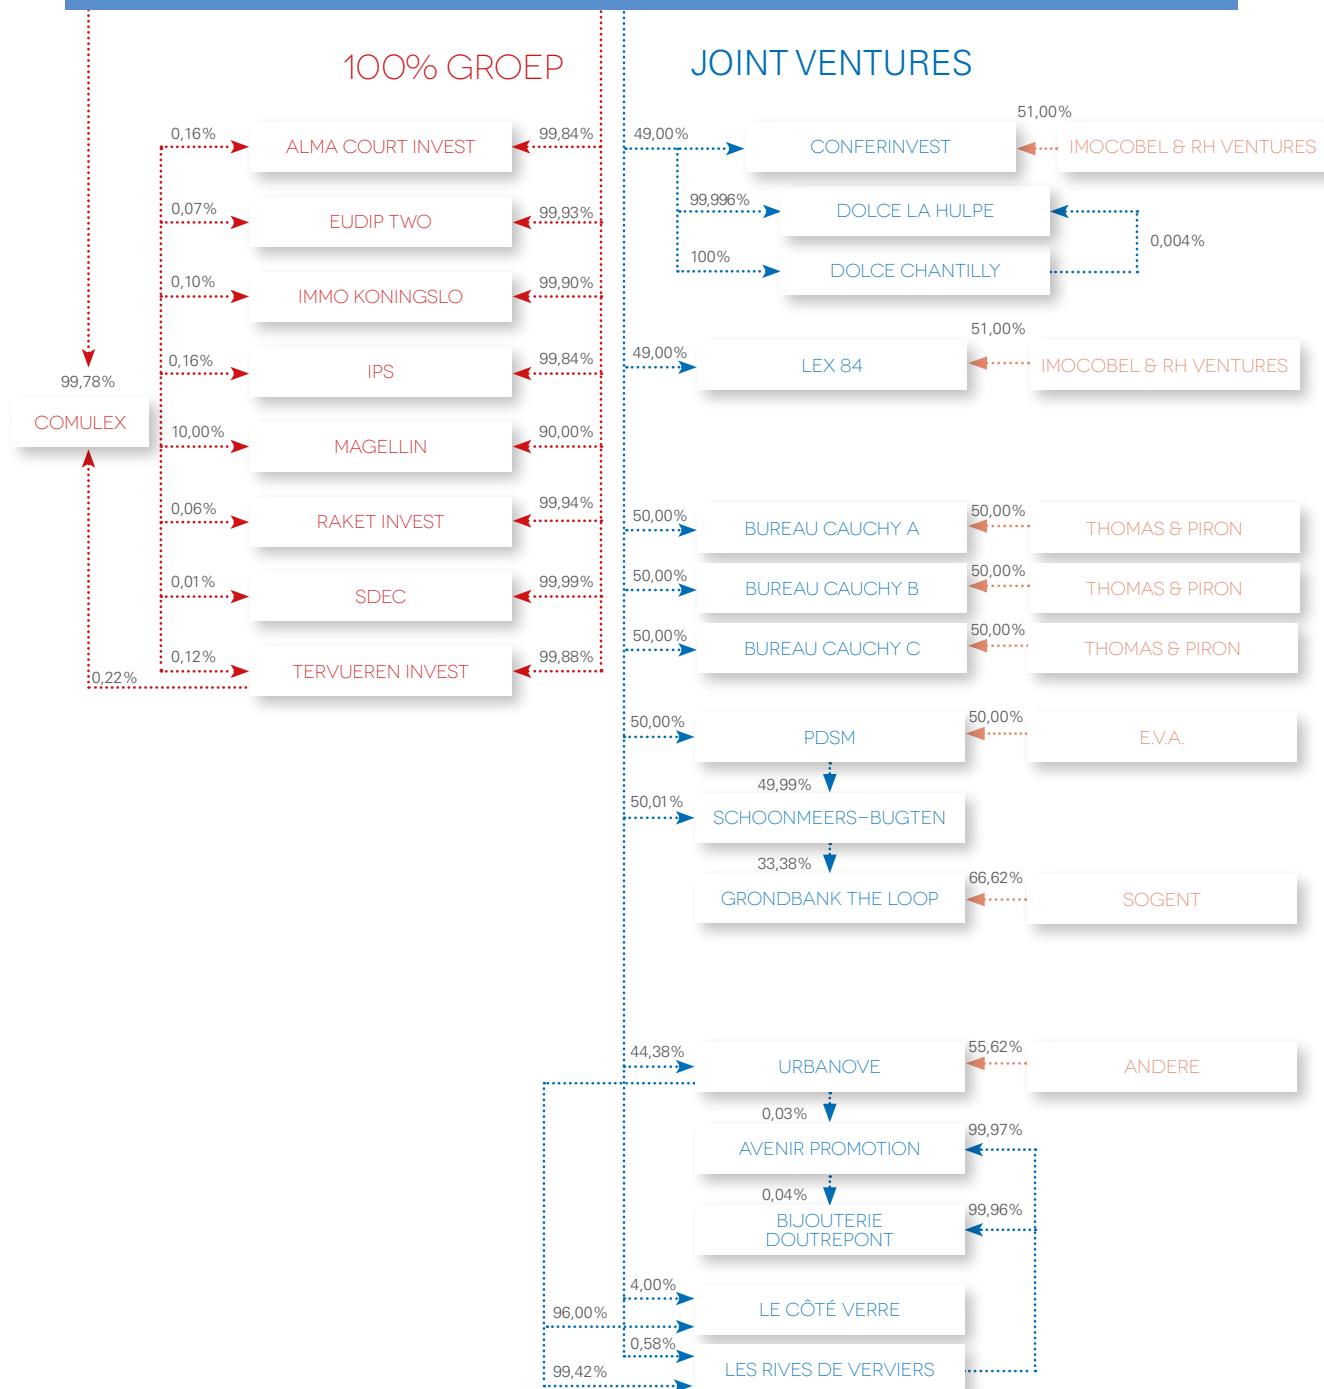 100% GROEP
JOINT VENTURES
0,16%
ALMA COURT INVEST
99,84%
0,07%
EUDIP TWO
99,93%
0,10%
IMMO KONINGSLO
99,90%
0,16%
IPS
99,84%
99,78%
COMULEX
10,00%
MAGELLIN
90,00%
0,06%
RAKET INVEST
99,94%
0,01%
SDEC
99,99%
0,12%
TERVUEREN INVEST
99,88%
0,22%
49,00%
CONFERINVEST
51,00%
IMOCOBEL & RH VENTURES
99,996%
DOLCE LA HULPE
0,004%
100%
DOLCE CHANTILLY
49,00%
LEX 84
51,00%
IMOCOBEL & RH VENTURES
50,00%
BUREAU CAUCHY A
50,00%
THOMAS & PIRON
50,00%
BUREAU CAUCHY B
50,00%
THOMAS & PIRON
50,00%
BUREAU CAUCHY C
50,00%
THOMAS & PIRON
50,00%
PDSM
50,00%
E.V.A.
49,99%
50,01%
SCHOONMEERS-BUGTEN
33,38%
GRONDBANK THE LOOP
66,62%
SOGENT
44,38%
URBANOVE
55,62%
ANDERE
0,03%
AVENIR PROMOTION
99,97%
0,04%
BIJOUTERIE
DOUTREPONT
99,96%
4,00%
96,00%
LE CÔTÉ VERRE
0,58%
99,42%
LES RIVES DE VERVIERS